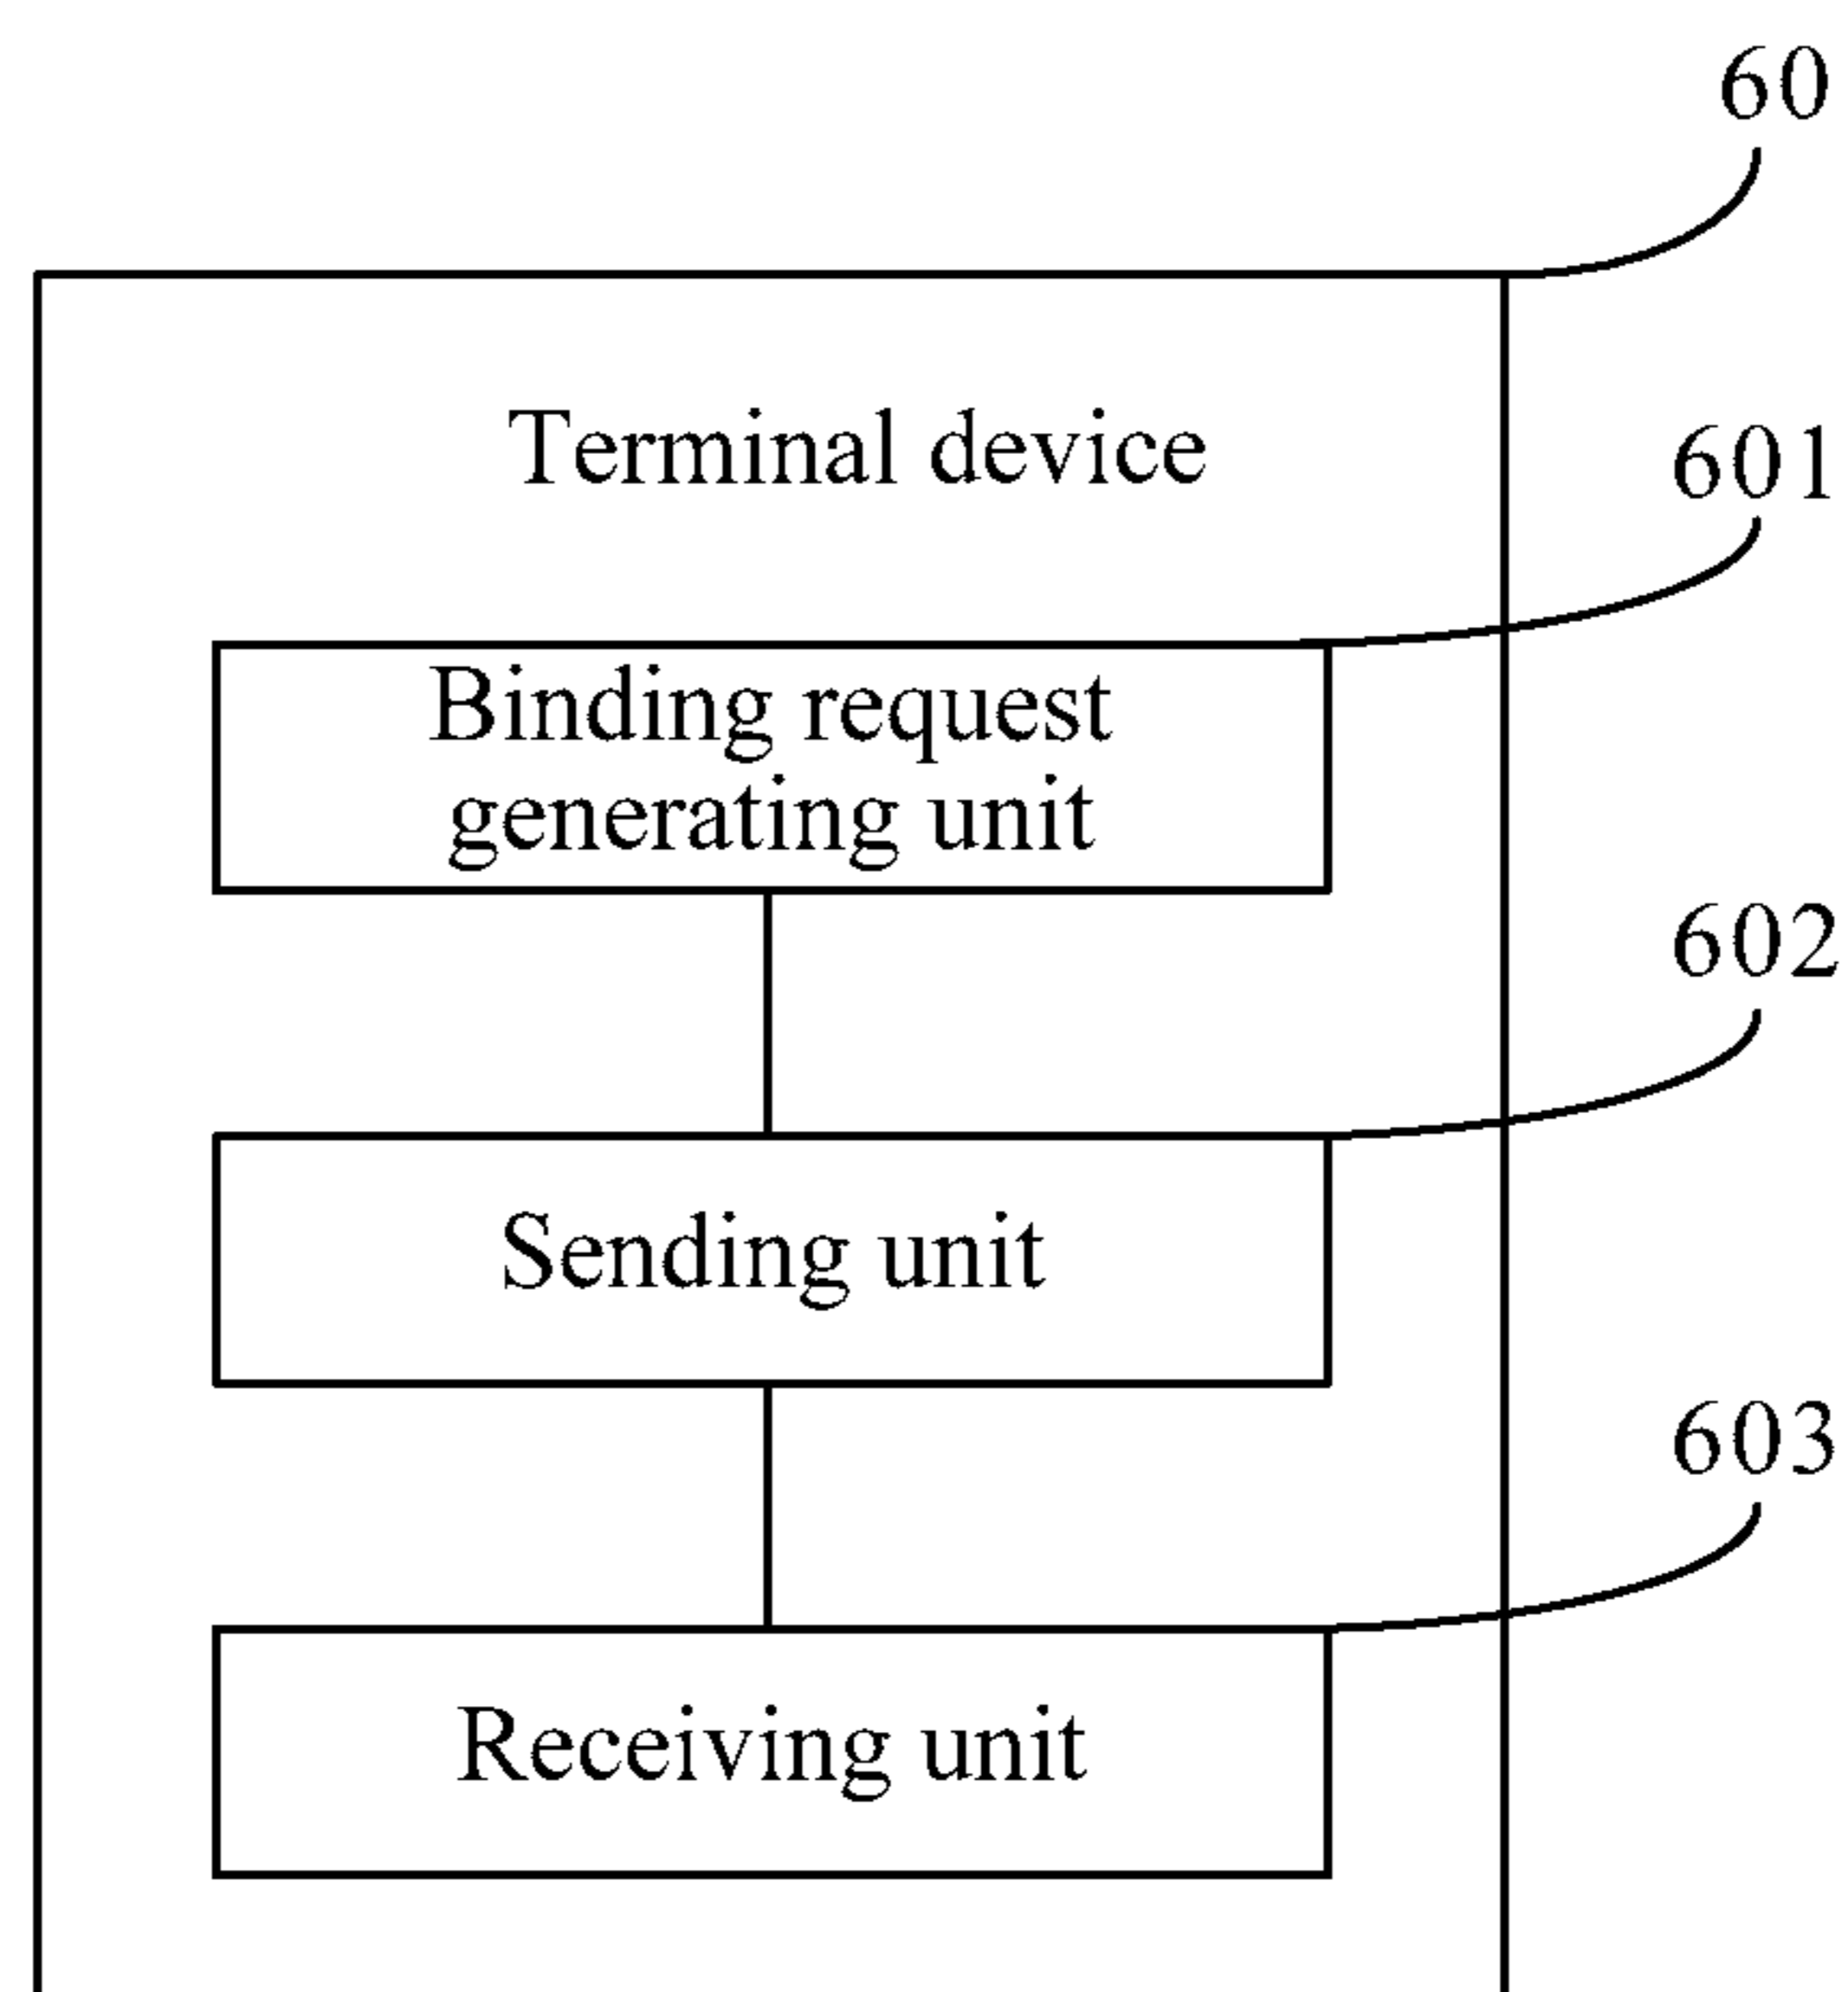 60
Terminal device
601
Binding request
generating unit
602
Sending unit
603
Receiving unit